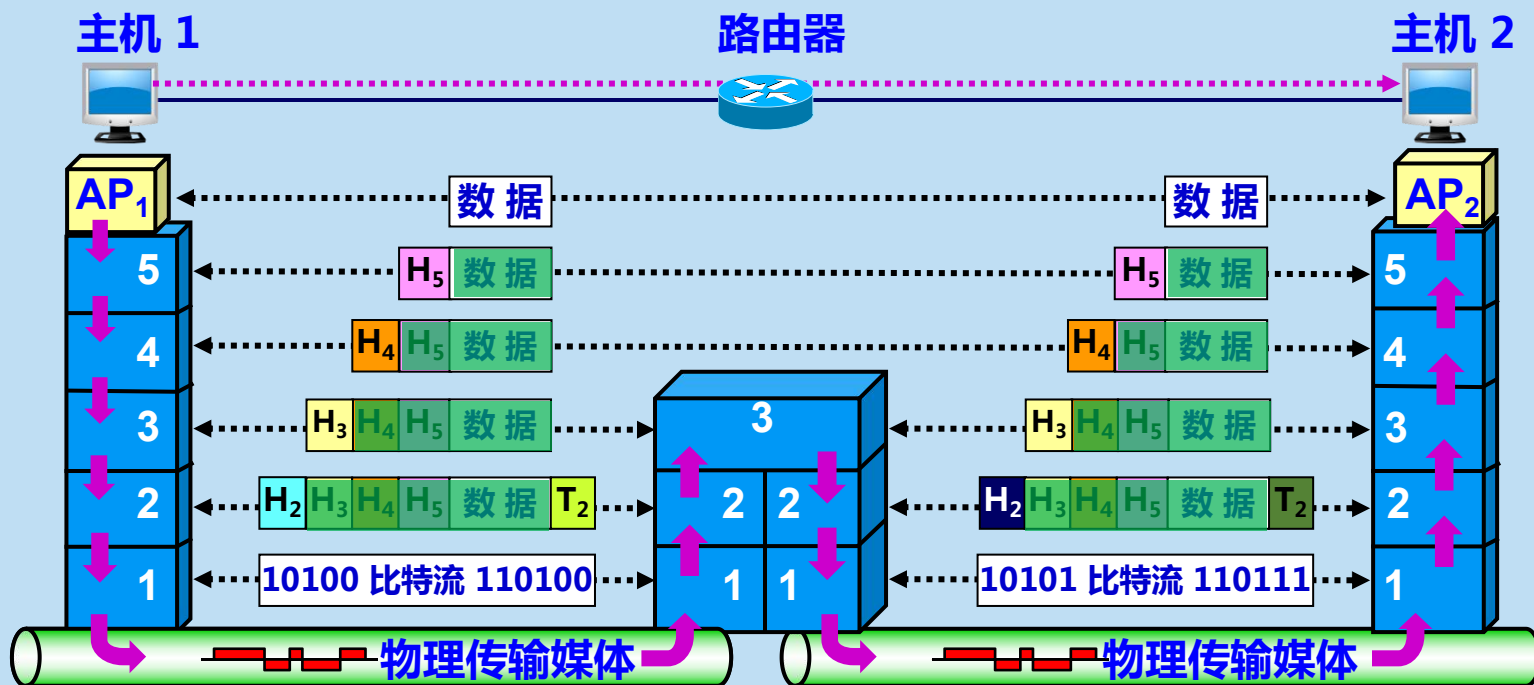 主机 1 路由器 主机 2
AP₁ 数 据 数 据 AP₂
5 H₅ 数 据 H₅ 数 据 5
4 H₄ H₅ 数 据 H₄ H₅ 数 据 4
3 H₃ H₄ H₅ 数 据 3 H₃ H₄ H₅ 数 据 3
2 H₂ H₃ H₄ H₅ 数 据 T₂ 2 2 H₂ H₃ H₄ H₅ 数 据 T₂ 2
1 10100 比特流 110100 1 1 10101 比特流 110111 1
物理传输媒体 物理传输媒体